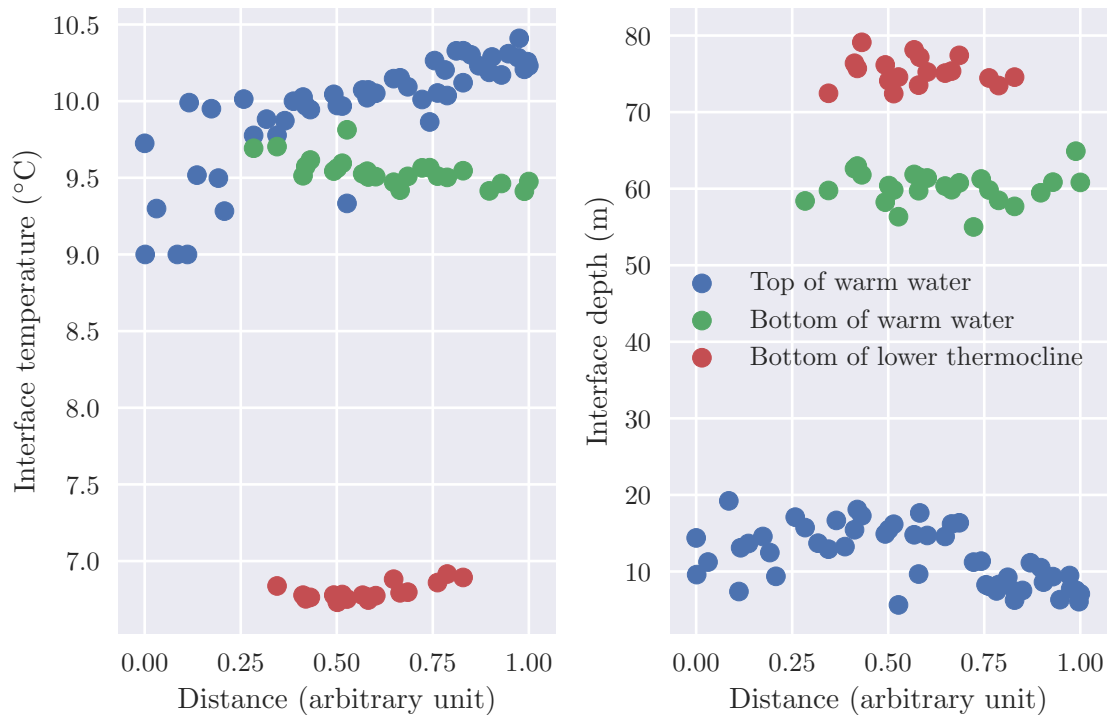 10.5
10.0
9.5
9.0
8.5
8.0
7.5
7.0
Interface temperature (°C)
0.00 0.25 0.50 0.75 1.00
Distance (arbitrary unit)
80
70
60
50
40
30
20
10
Interface depth (m)
Top of warm water
Bottom of warm water
Bottom of lower thermocline
0.00 0.25 0.50 0.75 1.00
Distance (arbitrary unit)